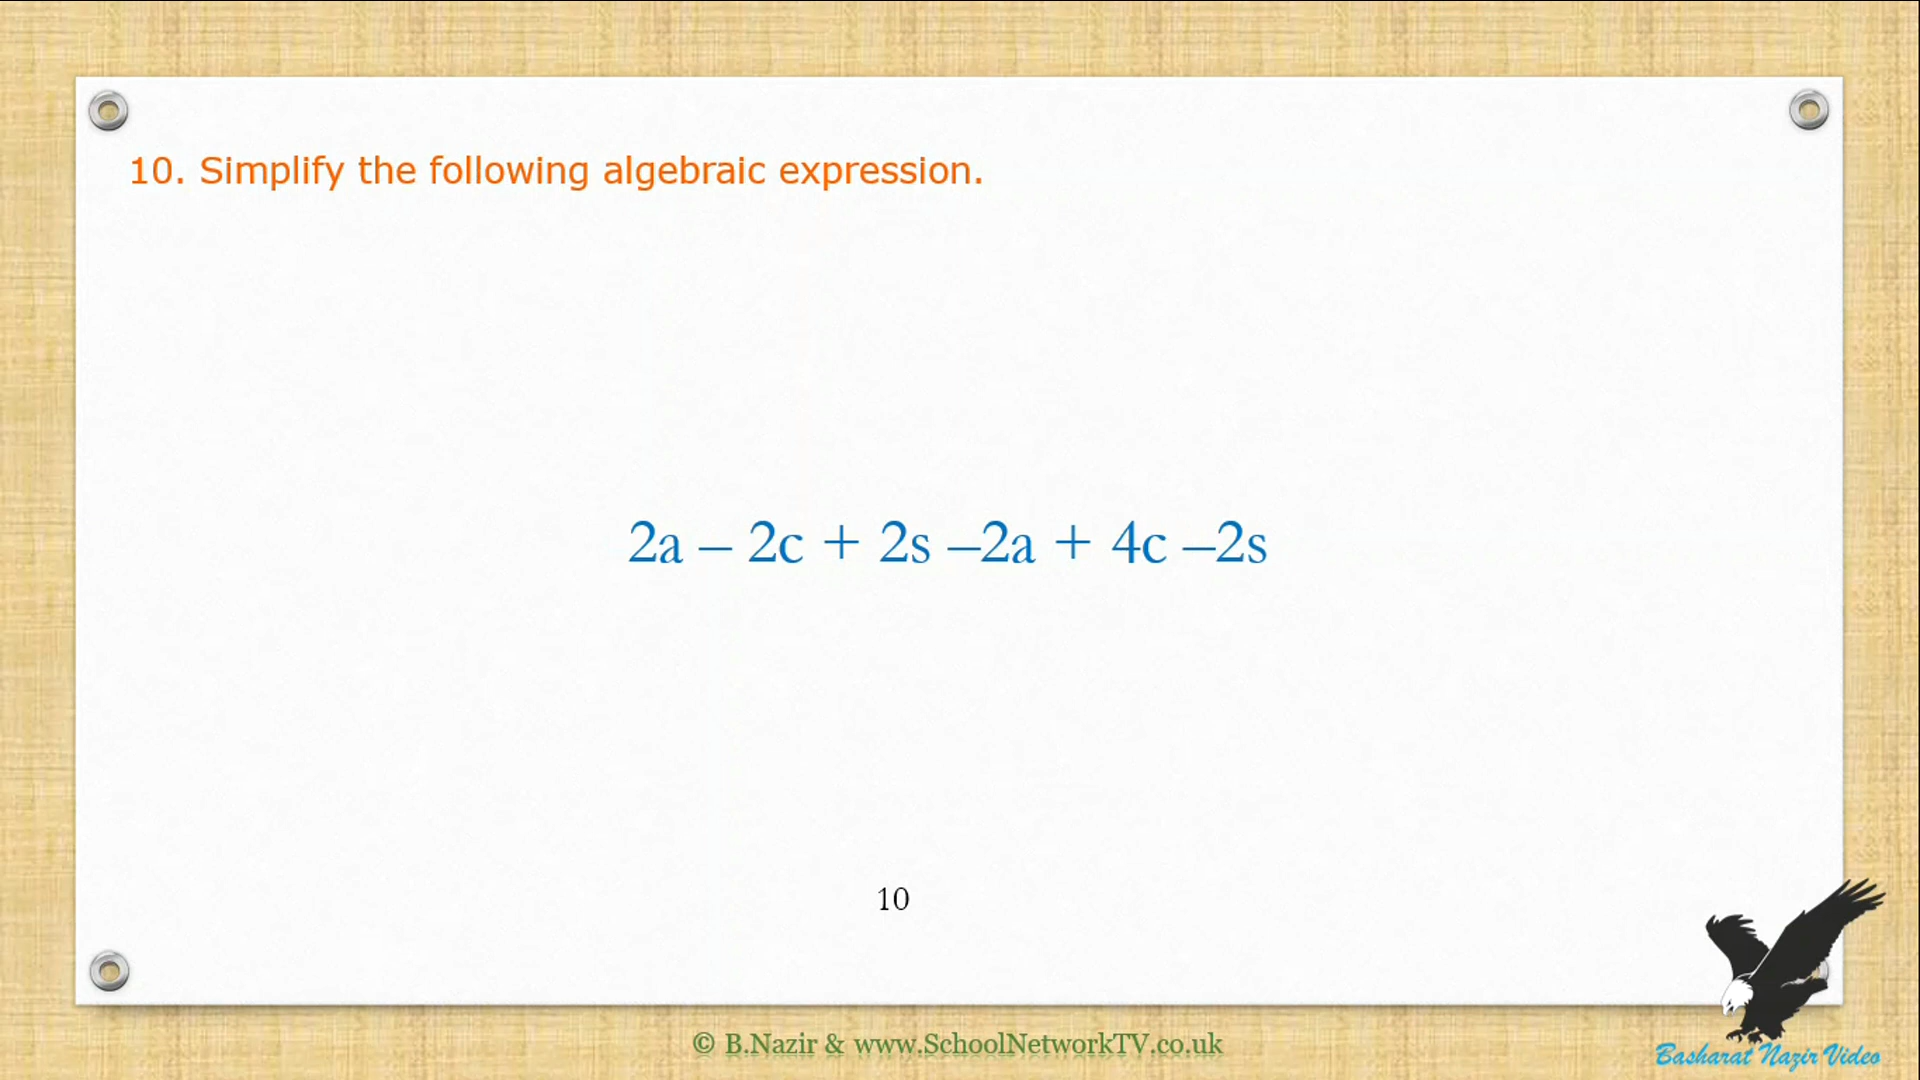 10. Simplify the following algebraic expression.
2a – 2c + 2s –2a + 4c –2s
10
© B.Nazir & www.SchoolNetworkTV.co.uk
Basharat Nazir Video